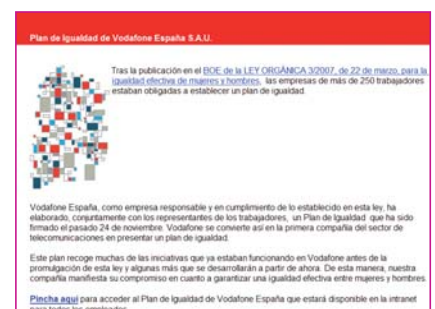 Plan de Igualdad de Vodafone España S.A.U.
Tras la publicación en el BOE de la LEY ORGÁNICA 3/2007, de 22 de marzo, para la
igualdad efectiva de mujeres y hombres, las empresas de más de 250 trabajadores
estaban obligadas a establecer un plan de igualdad.
Vodafone España, como empresa responsable y en cumplimiento de lo establecido en esta ley, ha
elaborado, conjuntamente con los representantes de los trabajadores, un Plan de Igualdad que ha sido
firmado el pasado 24 de noviembre. Vodafone se convierte así en la primera compañía del sector de
telecomunicaciones en presentar un plan de igualdad.
Este plan recoge muchas de las iniciativas que ya estaban funcionando en Vodafone antes de la
promulgación de esta ley y algunas más que se desarrollarán a partir de ahora. De esta manera, nuestra
compañía manifiesta su compromiso en cuanto a garantizar una igualdad efectiva entre mujeres y hombres.
Pincha aquí para acceder al Plan de Igualdad de Vodafone España que estará disponible en la intranet
para todos los empleados